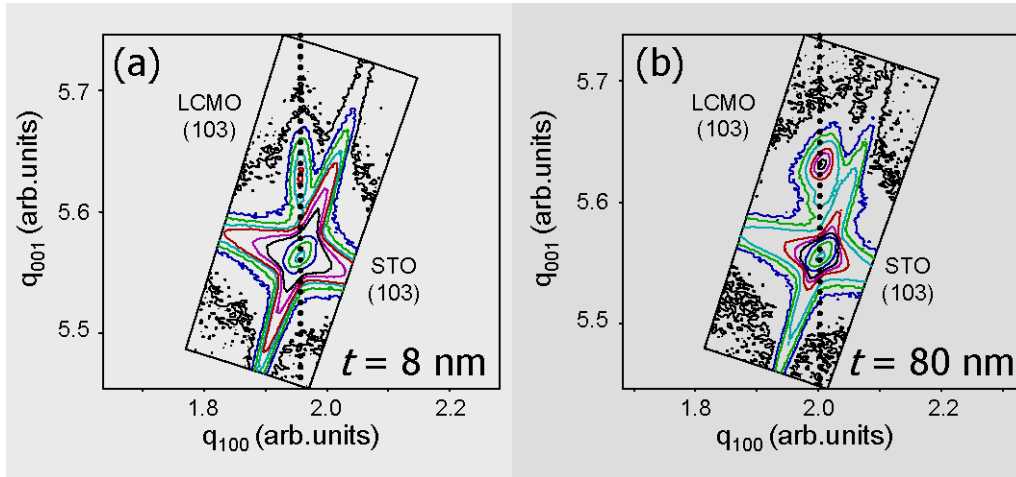 (a)
LCMO
(103)
STO
(103)
t = 8 nm
5.7
5.6
5.5
q001 (arb.units)
1.8 2.0 2.2
q100 (arb.units)
(b)
LCMO
(103)
STO
(103)
t = 80 nm
5.7
5.6
5.5
q001 (arb.units)
1.8 2.0 2.2
q100 (arb.units)